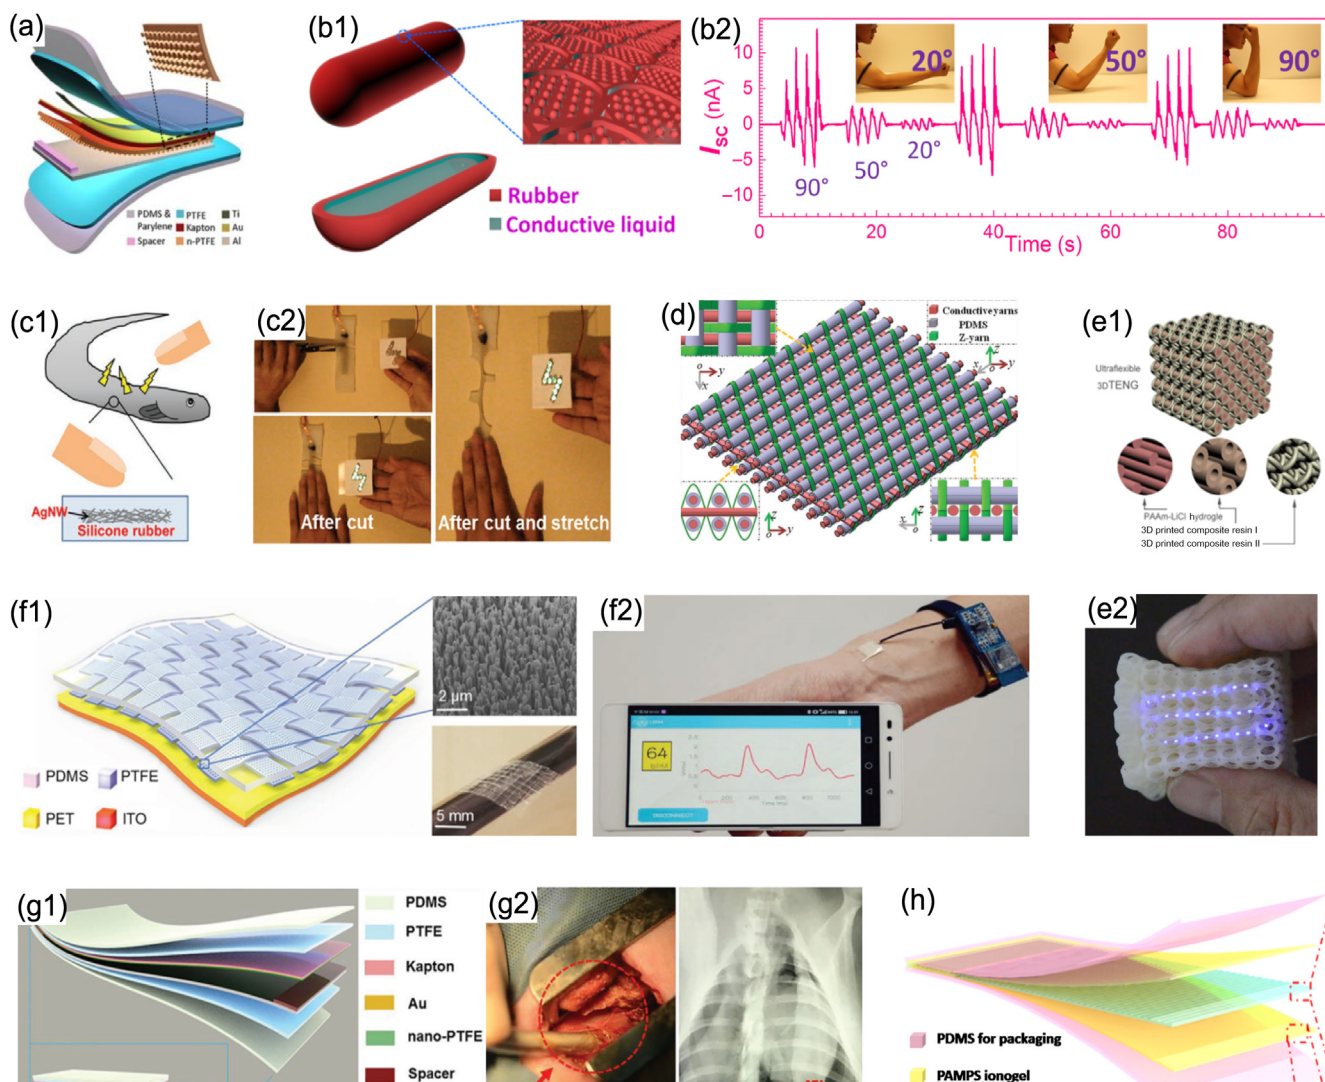 (a)
PDMS & Parylene
PTFE
Ti
Kapton
Au
Spacer
n-PTFE
Al
(b1)
Rubber
Conductive liquid
(b2)
I_SC (nA)
10
5
0
−5
−10
20°
50°
90°
90°
50°
20°
0
20
40
60
80
Time (s)
(c1)
AgNW
Silicone rubber
(c2)
After cut
After cut and stretch
(d)
Conductive yarns
PDMS
Z-yarn
o
y
x
z
x
o
y
z
o
y
x
z
o
(e1)
Ultraflexible
3DTENG
PAAm-LiCl hydrogle
3D printed composite resin I
3D printed composite resin II
(f1)
2 μm
5 mm
PDMS
PTFE
PET
ITO
(f2)
64
DISCONNECT
(e2)
(g1)
PDMS
PTFE
Kapton
Au
nano-PTFE
Spacer
(g2)
(h)
PDMS for packaging
PAMPS ionogel